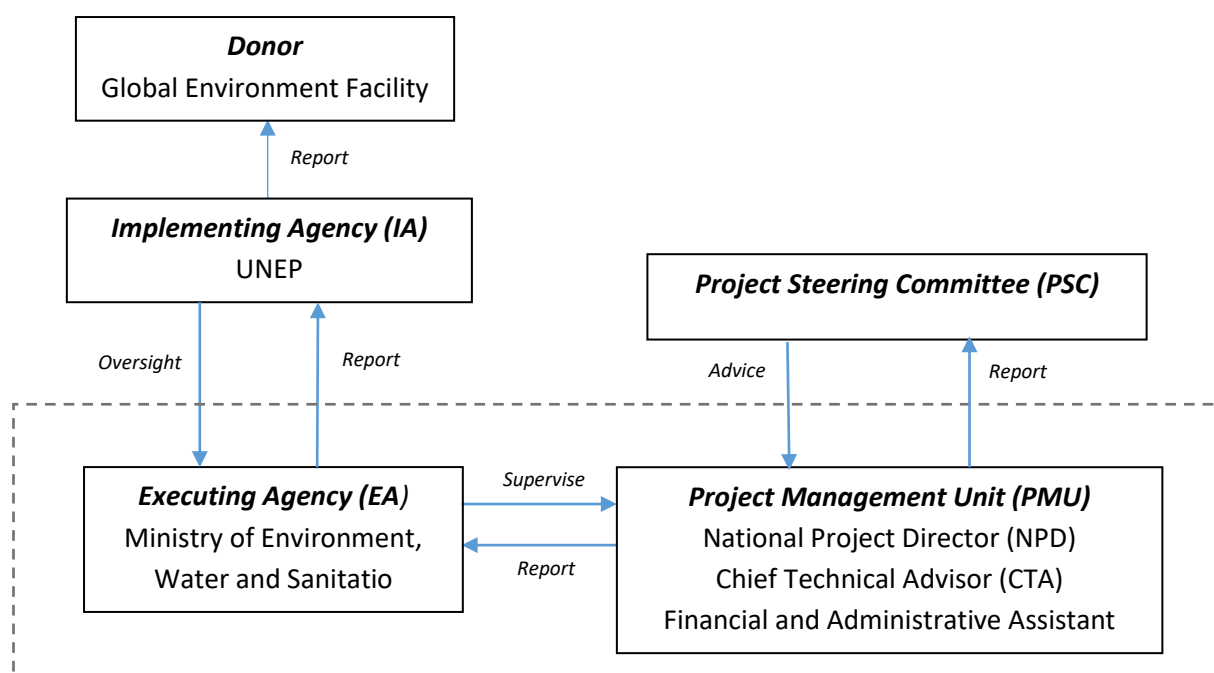 Donor
Global Environment Facility
Report
Implementing Agency (IA)
UNEP
Project Steering Committee (PSC)
Oversight
Report
Advice
Report
Executing Agency (EA)
Ministry of Environment,
Water and Sanitatio
Supervise
Report
Project Management Unit (PMU)
National Project Director (NPD)
Chief Technical Advisor (CTA)
Financial and Administrative Assistant